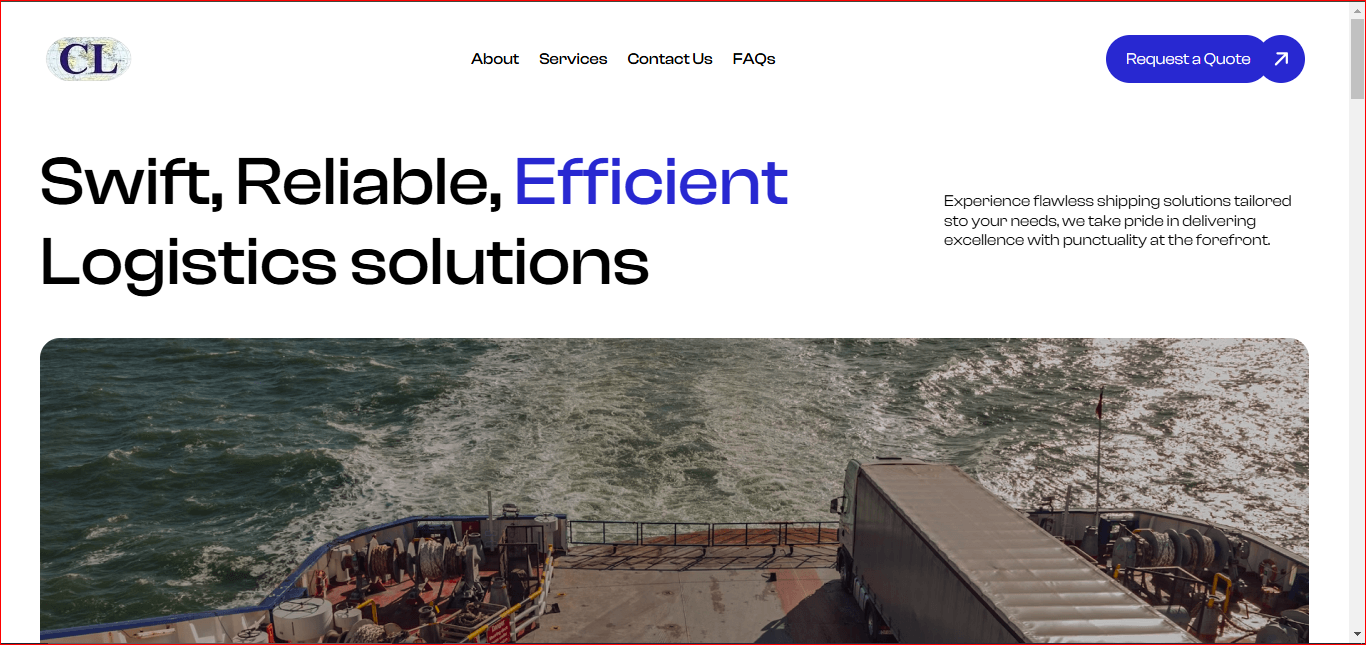 CL
About Services Contact Us FAQs
Request a Quote
Swift, Reliable, Efficient
Logistics solutions
Experience flawless shipping solutions tailored
sto your needs, we take pride in delivering
excellence with punctuality at the forefront.